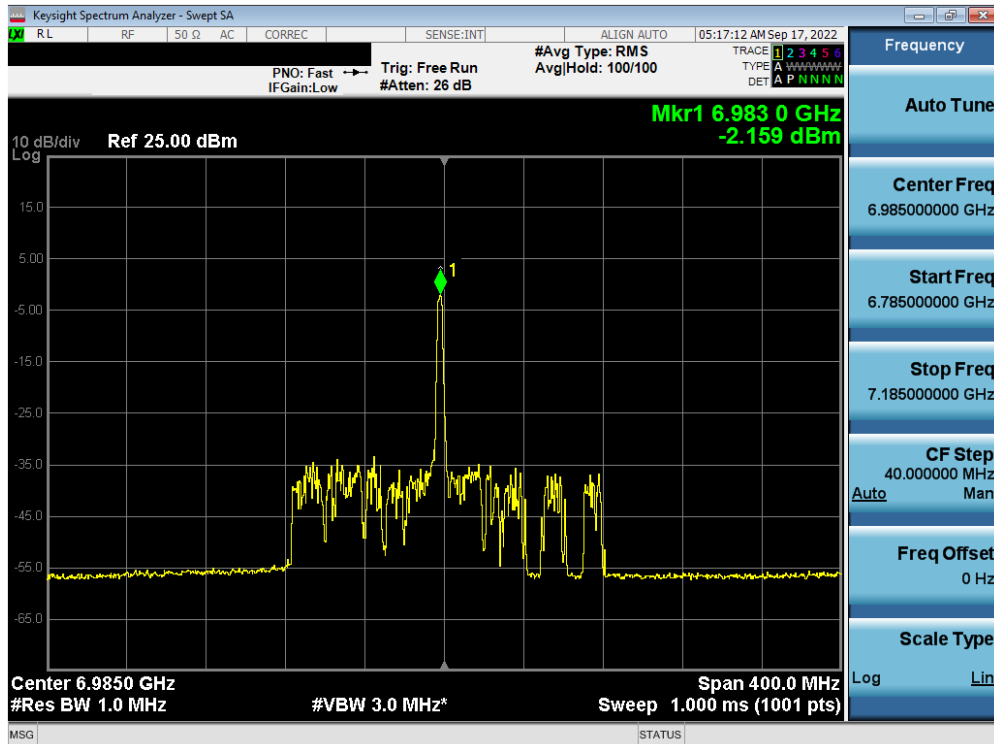 Keysight Spectrum Analyzer - Swept SA
LXI RL RF 50 Ω AC CORREC SENSE:INT ALIGN AUTO 05:17:12 AM Sep 17, 2022
PNO: Fast Trig: Free Run #Avg Type: RMS TRACE 1 2 3 4 5 6
IFGain:Low #Atten: 26 dB Avg|Hold: 100/100 TYPE A WWWWW
DET A P N N N N
Mkr1 6.983 0 GHz
-2.159 dBm
10 dB/div Ref 25.00 dBm
Log
15.0
5.00
1
-5.00
-15.0
-25.0
-35.0
-45.0
-55.0
-65.0
Center 6.9850 GHz Span 400.0 MHz
#Res BW 1.0 MHz #VBW 3.0 MHz* Sweep 1.000 ms (1001 pts)
MSG STATUS
Frequency
Auto Tune
Center Freq
6.985000000 GHz
Start Freq
6.785000000 GHz
Stop Freq
7.185000000 GHz
CF Step
40.000000 MHz
Auto Man
Freq Offset
0 Hz
Scale Type
Log Lin